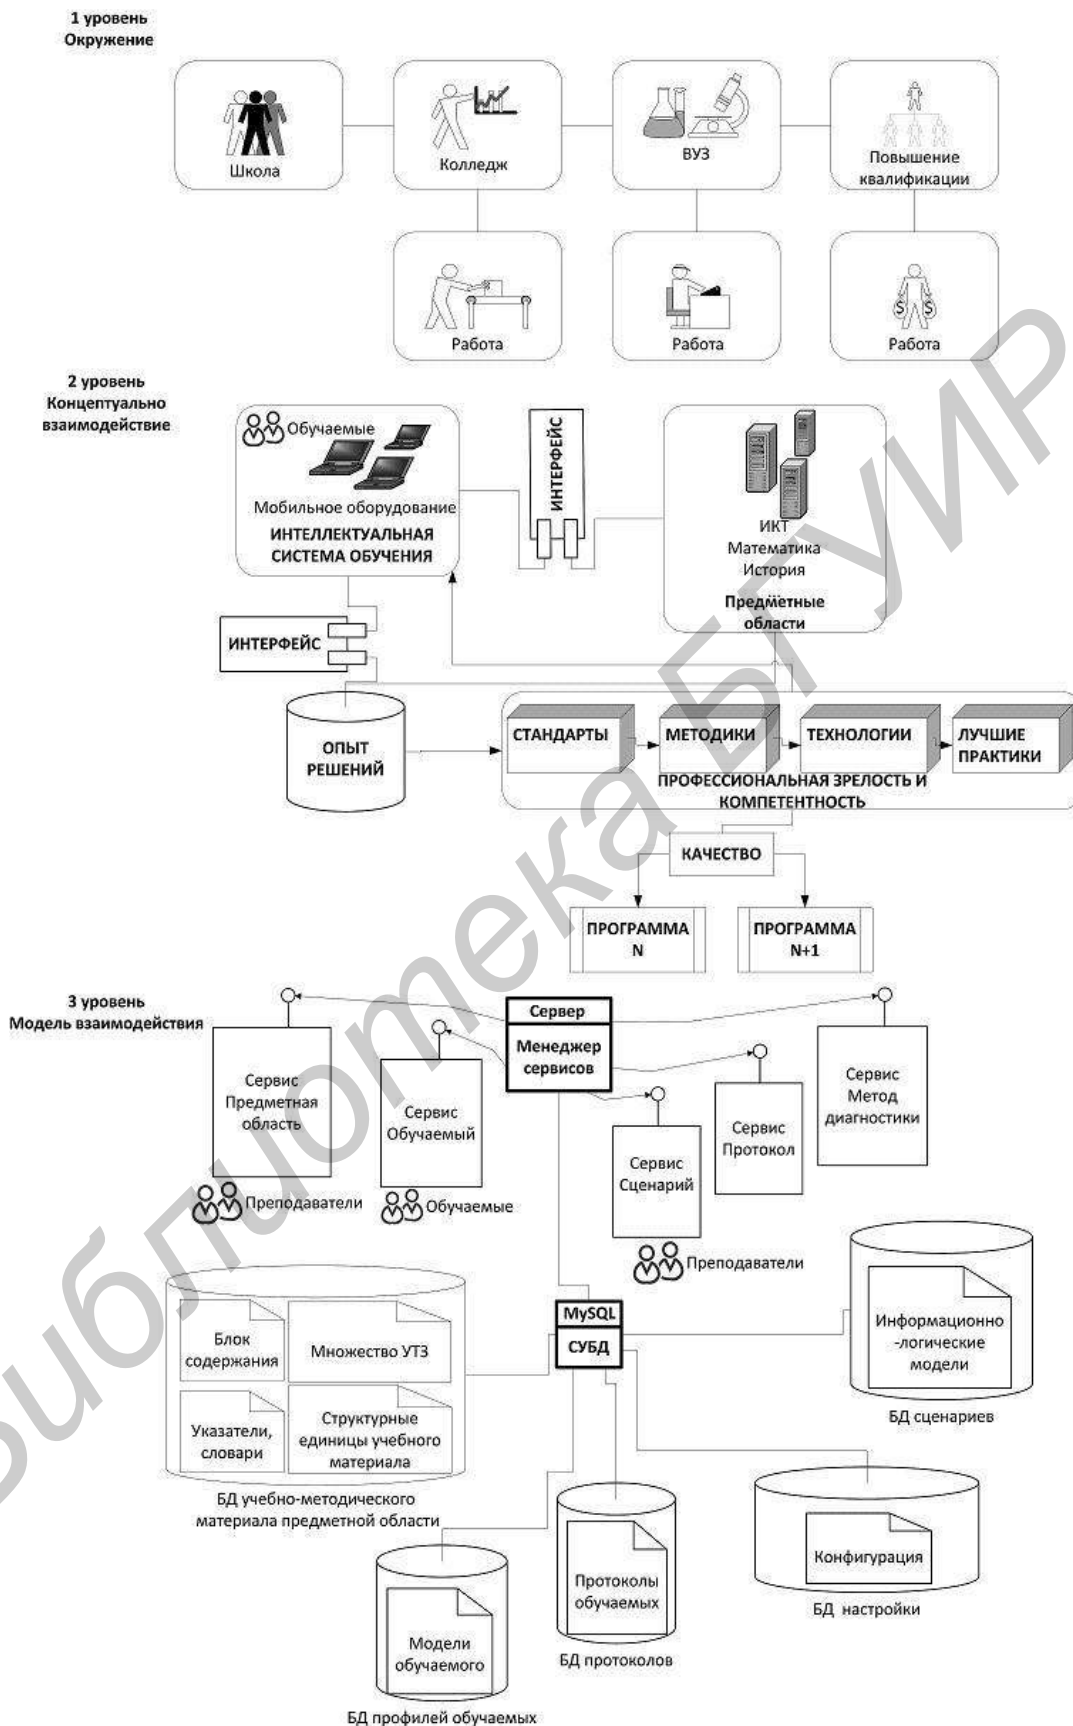 1 уровень
Окружение
Школа
Колледж
ВУЗ
Повышение
квалификации
Работа
Работа
Работа
2 уровень
Концептуально
взаимодействие
Обучаемые
Мобильное оборудование
ИНТЕЛЛЕКТУАЛЬНАЯ
СИСТЕМА ОБУЧЕНИЯ
ИНТЕРФЕЙС
ИКТ
Математика
История
Предметные
области
ИНТЕРФЕЙС
ОПЫТ
РЕШЕНИЙ
СТАНДАРТЫ
МЕТОДИКИ
ТЕХНОЛОГИИ
ЛУЧШИЕ
ПРАКТИКИ
ПРОФЕССИОНАЛЬНАЯ ЗРЕЛОСТЬ И
КОМПЕТЕНТНОСТЬ
КАЧЕСТВО
ПРОГРАММА
N
ПРОГРАММА
N+1
3 уровень
Модель взаимодействия
Сервер
Менеджер
сервисов
Сервис
Предметная
область
Преподаватели
Сервис
Обучаемый
Обучаемые
Сервис
Сценарий
Преподаватели
Сервис
Протокол
Сервис
Метод
диагностики
MySQL
СУБД
Блок
содержания
Множество УТЗ
Указатели,
словари
Структурные
единицы учебного
материала
БД учебно-методического
материала предметной области
Информационно
-логические
модели
БД сценариев
Модели
обучаемого
БД профилей обучаемых
Протоколы
обучаемых
БД протоколов
Конфигурация
БД настройки
Библиотека БГУИР